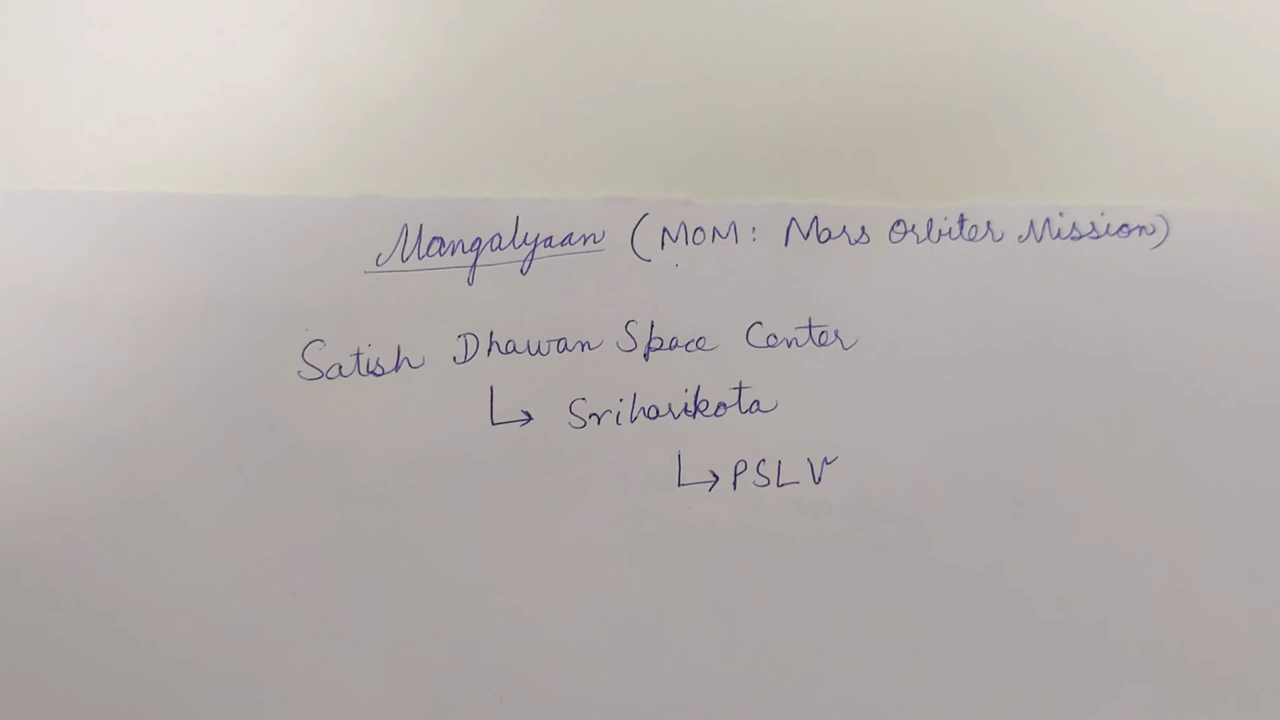 Mangalyaan (MOM: Mars Orbiter Mission)
Satish Dhawan Space Center
↳ Sriharikota
↳ PSLV